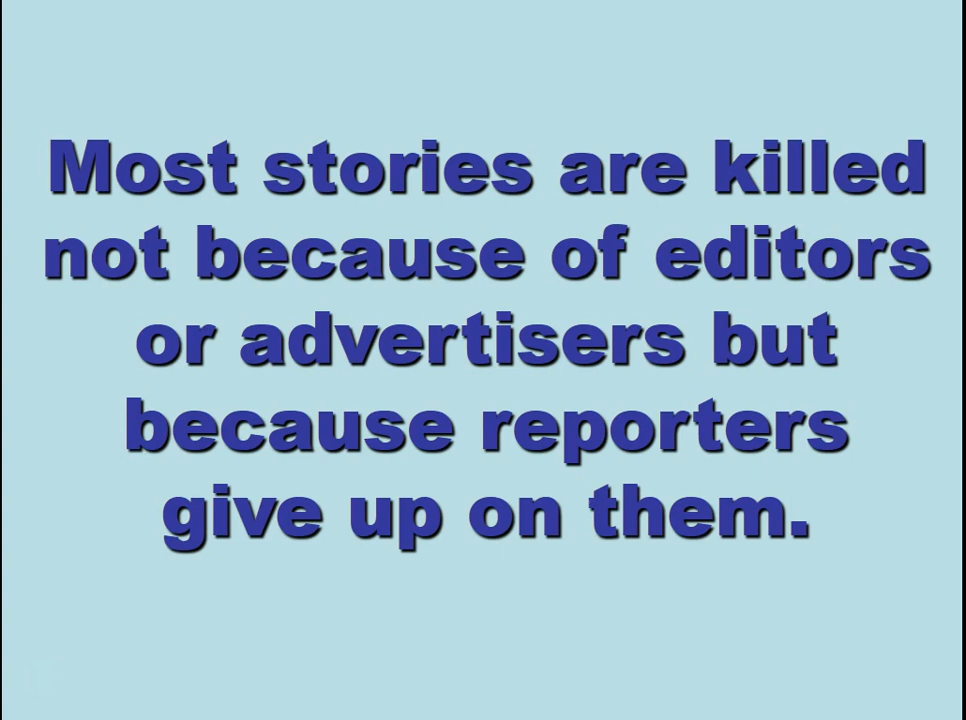 Most stories are killed
not because of editors
or advertisers but
because reporters
give up on them.